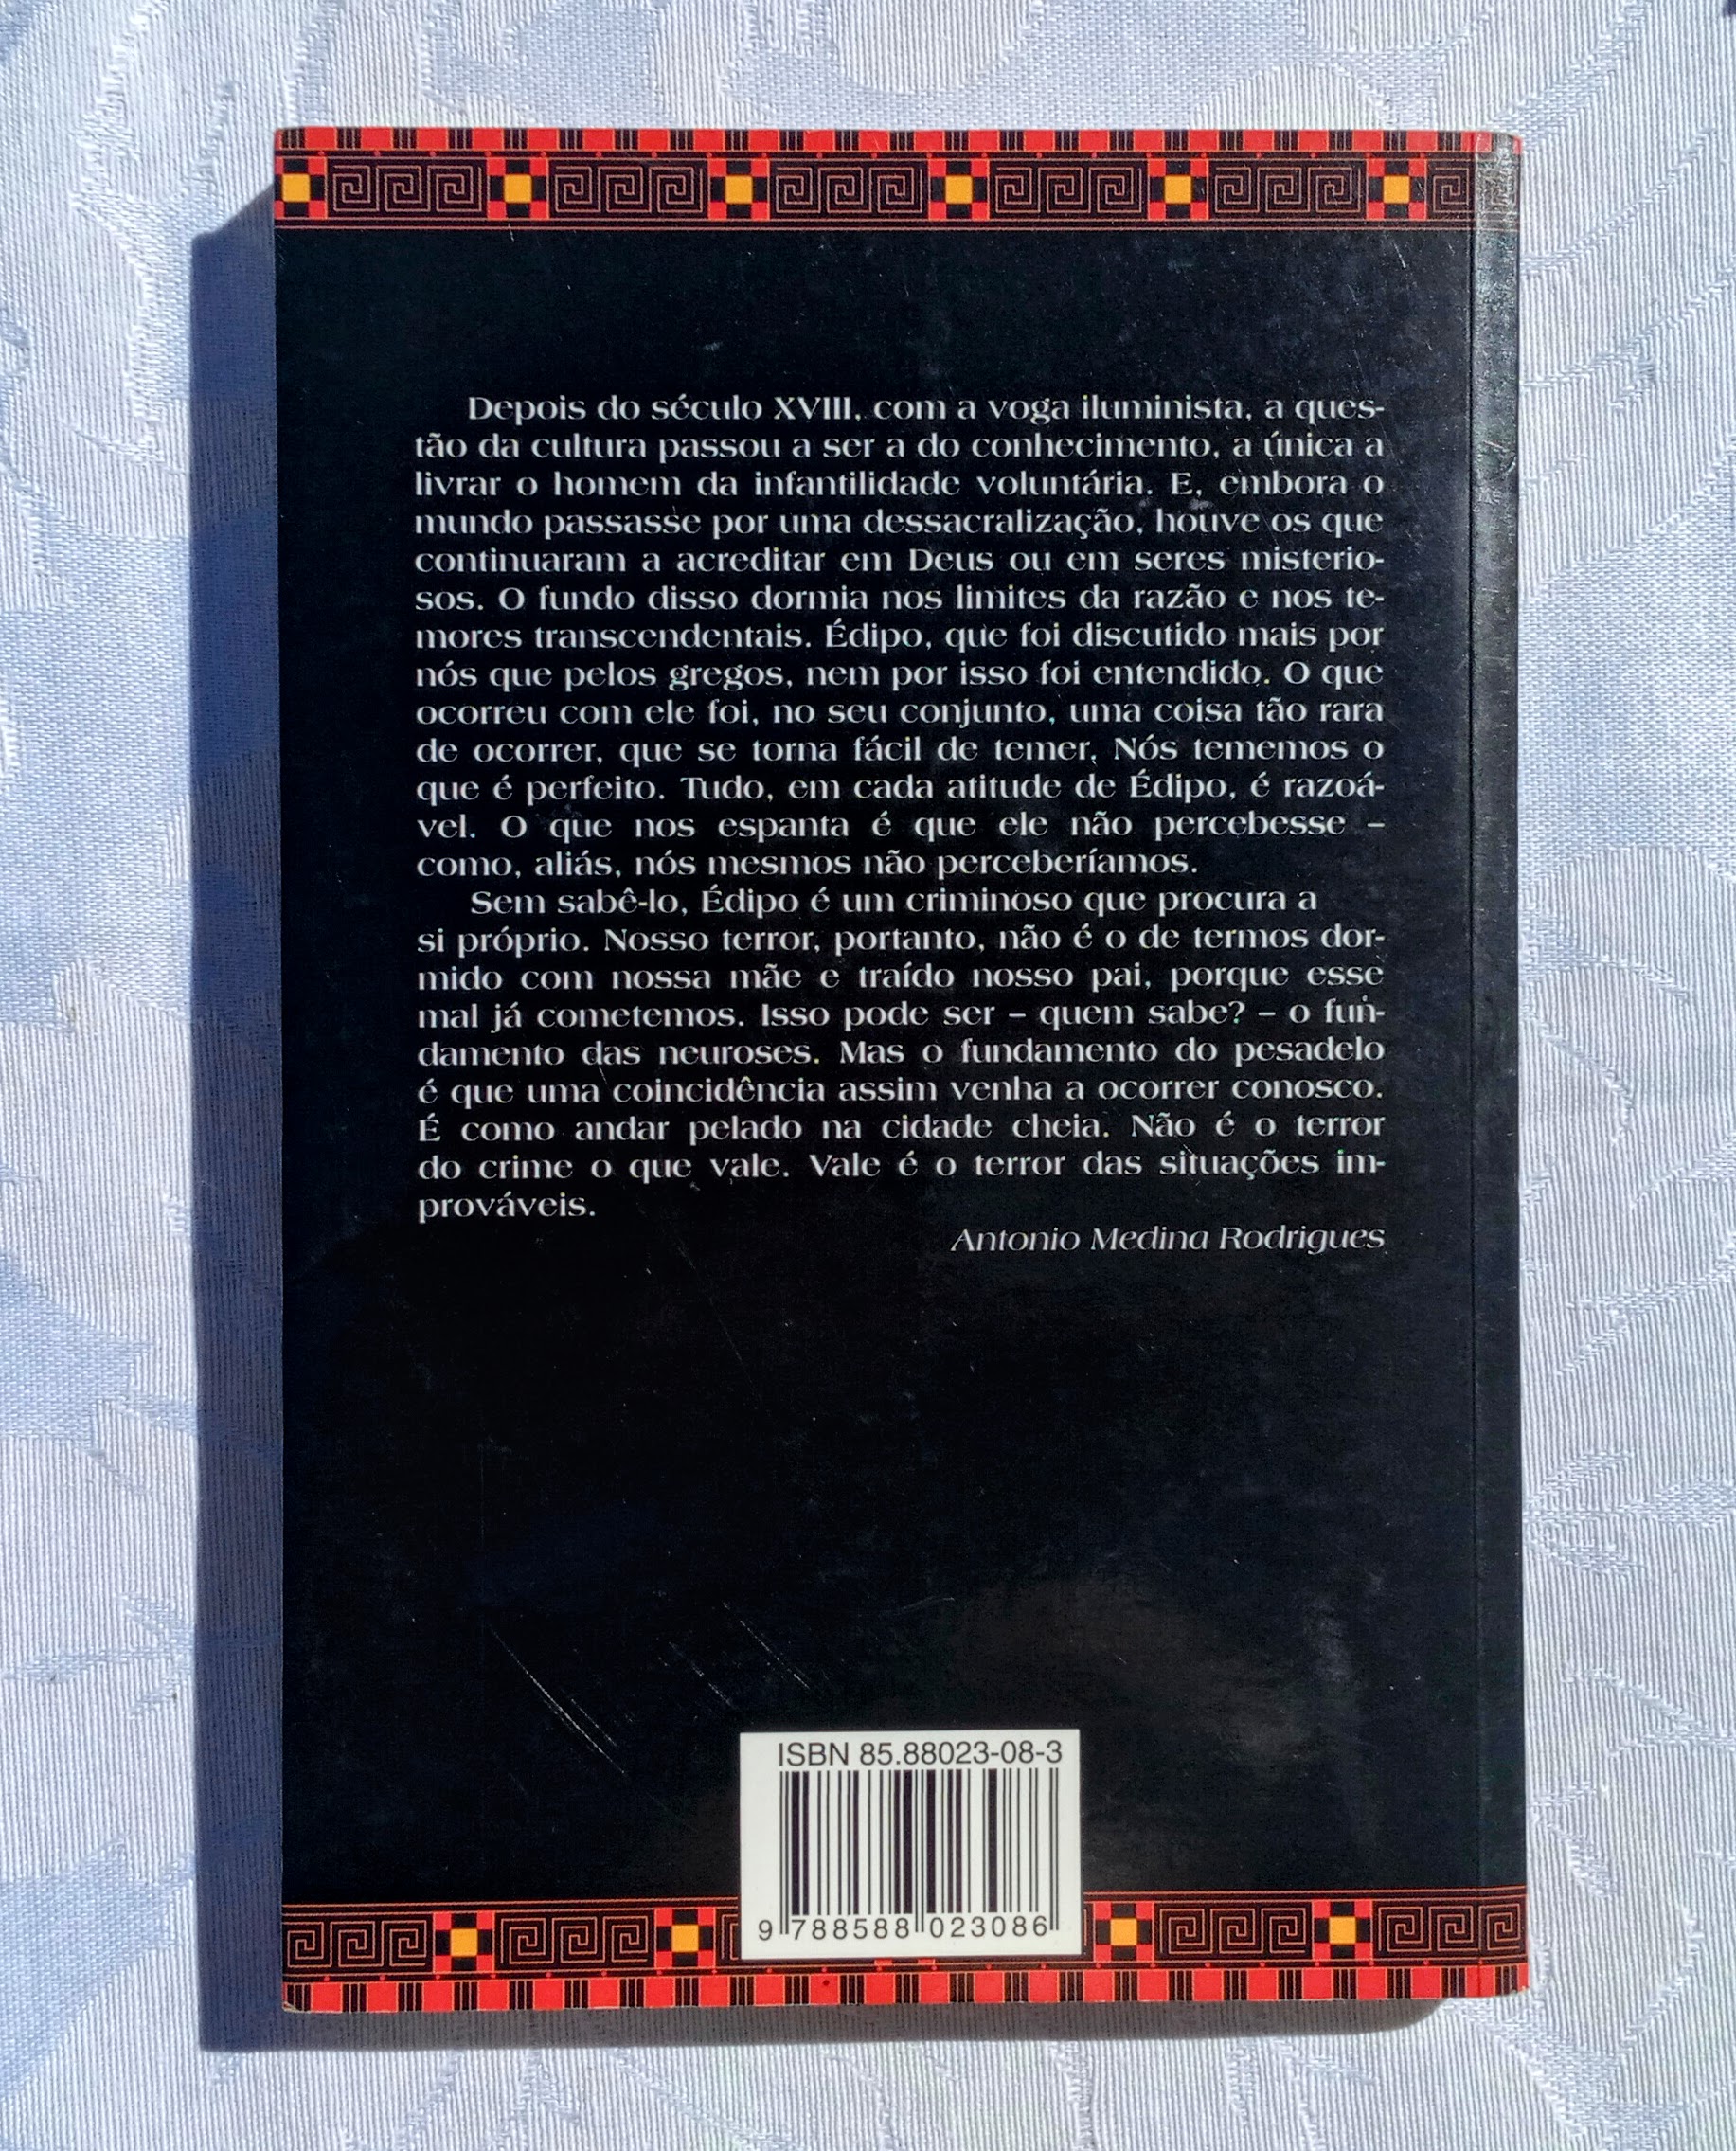 Depois do século XVIII, com a voga iluminista, a ques-
tão da cultura passou a ser a do conhecimento, a única a
livrar o homem da infantilidade voluntária. E, embora o
mundo passasse por uma dessacralização, houve os que
continuaram a acreditar em Deus ou em seres misterio-
sos. O fundo disso dormia nos limites da razão e nos te-
mores transcendentais. Édipo, que foi discutido mais por
nós que pelos gregos, nem por isso foi entendido. O que
ocorreu com ele foi, no seu conjunto, uma coisa tão rara
de ocorrer, que se torna fácil de temer. Nós tememos o
que é perfeito. Tudo, em cada atitude de Édipo, é razoá-
vel. O que nos espanta é que ele não percebesse –
como, aliás, nós mesmos não perceberíamos.
Sem sabê-lo, Édipo é um criminoso que procura a
si próprio. Nosso terror, portanto, não é o de termos dor-
mido com nossa mãe e traído nosso pai, porque esse
mal já cometemos. Isso pode ser – quem sabe? – o fun-
damento das neuroses. Mas o fundamento do pesadelo
é que uma coincidência assim venha a ocorrer conosco.
É como andar pelado na cidade cheia. Não é o terror
do crime o que vale. Vale é o terror das situações im-
prováveis.
Antonio Medina Rodrigues
ISBN 85.88023-08-3
9 788588 023086